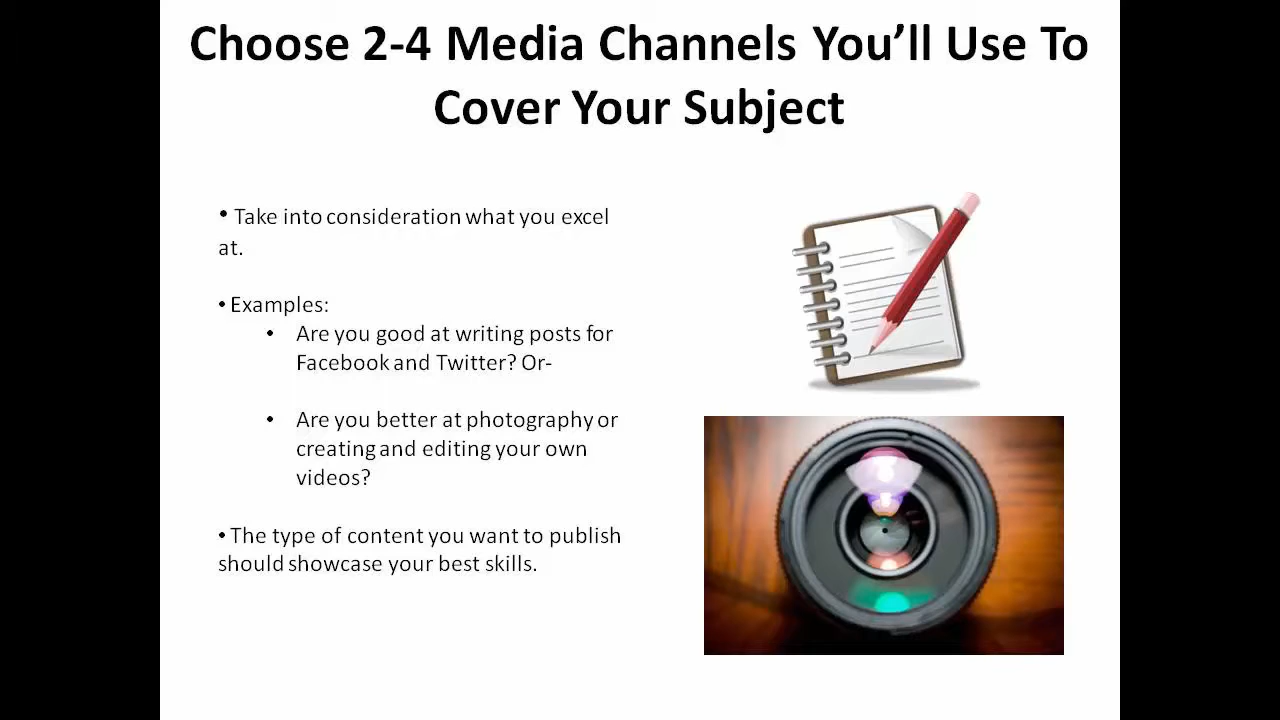 Choose 2-4 Media Channels You’ll Use To
Cover Your Subject
• Take into consideration what you excel
at.
• Examples:
• Are you good at writing posts for
Facebook and Twitter? Or-
• Are you better at photography or
creating and editing your own
videos?
• The type of content you want to publish
should showcase your best skills.